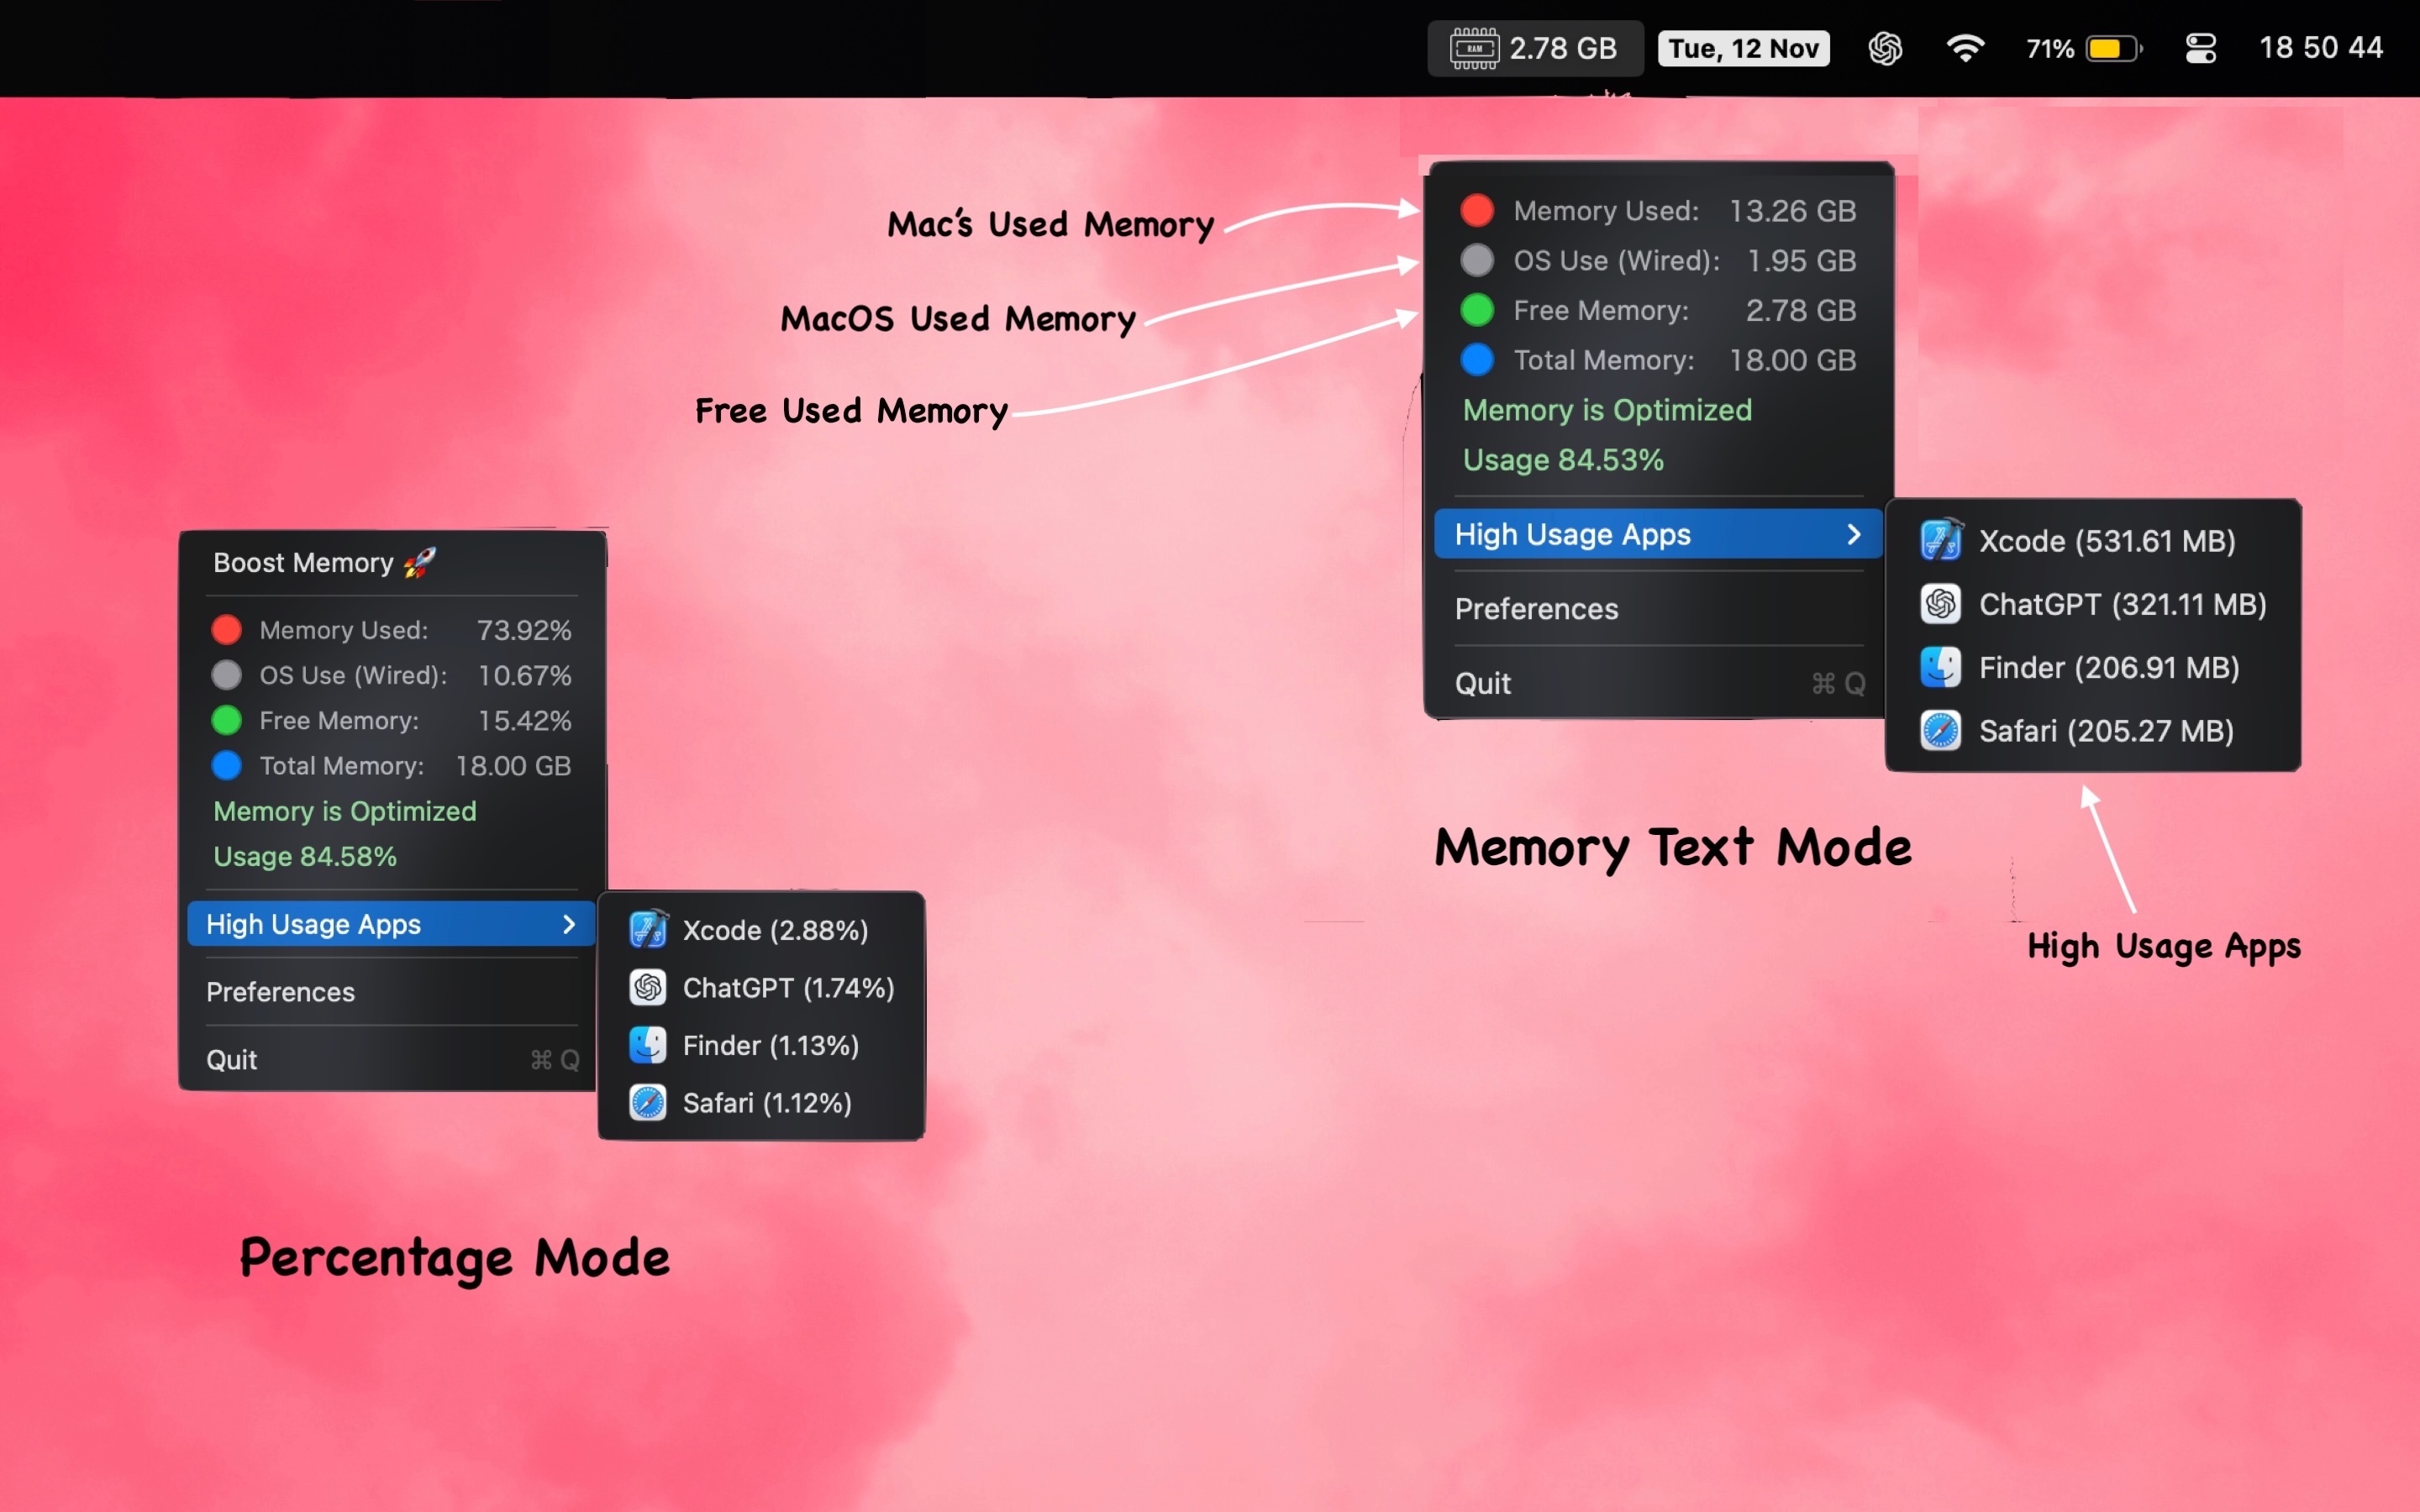 RAM 2.78 GB Tue, 12 Nov 71% 18 50 44
Mac's Used Memory
MacOS Used Memory
Free Used Memory
Memory Used: 13.26 GB
OS Use (Wired): 1.95 GB
Free Memory: 2.78 GB
Total Memory: 18.00 GB
Memory is Optimized
Usage 84.53%
High Usage Apps
Preferences
Quit ⌘ Q
Xcode (531.61 MB)
ChatGPT (321.11 MB)
Finder (206.91 MB)
Safari (205.27 MB)
Memory Text Mode
High Usage Apps
Boost Memory 🚀
Memory Used: 73.92%
OS Use (Wired): 10.67%
Free Memory: 15.42%
Total Memory: 18.00 GB
Memory is Optimized
Usage 84.58%
High Usage Apps
Preferences
Quit ⌘ Q
Xcode (2.88%)
ChatGPT (1.74%)
Finder (1.13%)
Safari (1.12%)
Percentage Mode